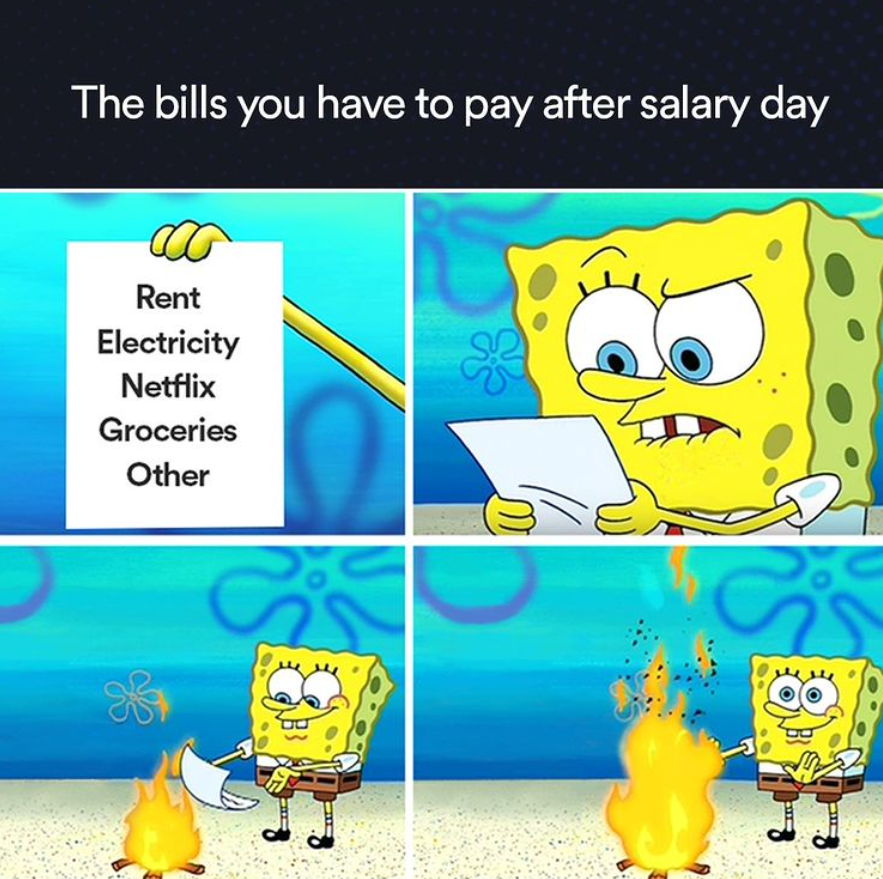 The bills you have to pay after salary day
Rent
Electricity
Netflix
Groceries
Other